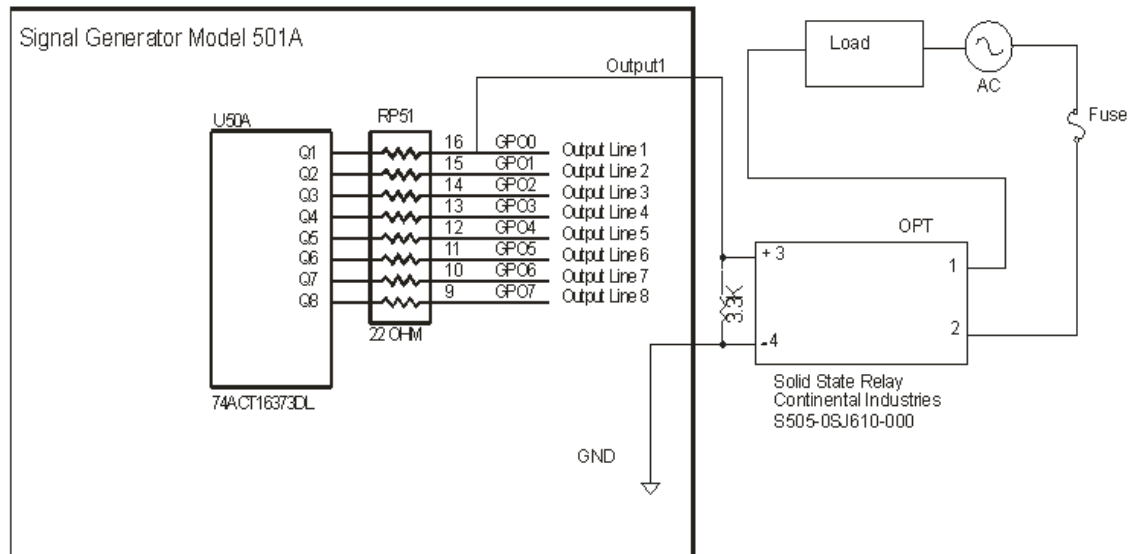 Signal Generator Model 501A
Output1
U50A
RP51
Q1 16 GPO0 Output Line 1
Q2 15 GPO1 Output Line 2
Q3 14 GPO2 Output Line 3
Q4 13 GPO3 Output Line 4
Q5 12 GPO4 Output Line 5
Q6 11 GPO5 Output Line 6
Q7 10 GPO6 Output Line 7
Q8 9 GPO7 Output Line 8
22 OHM
74ACT16373DL
GND
Load
AC
Fuse
OPT
+ 3
1
3.3K
- 4
2
Solid State Relay
Continental Industries
S505-0SJ610-000